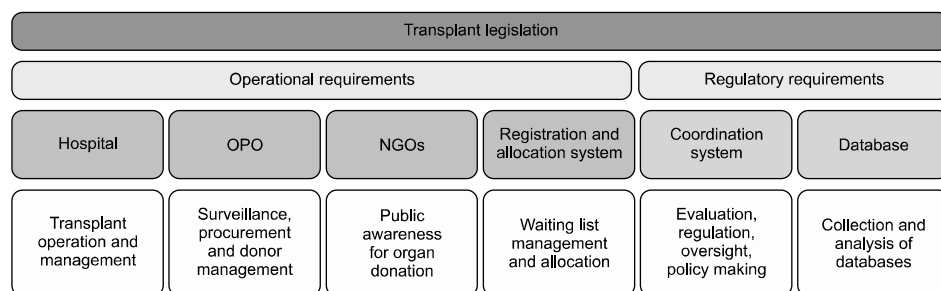 Transplant legislation
Operational requirements
Regulatory requirements
Hospital
OPO
NGOs
Registration and
allocation system
Coordination
system
Database
Transplant
operation and
management
Surveillance,
procurement
and donor
management
Public
awareness
for organ
donation
Waiting list
management
and allocation
Evaluation,
regulation,
oversight,
policy making
Collection and
analysis of
databases